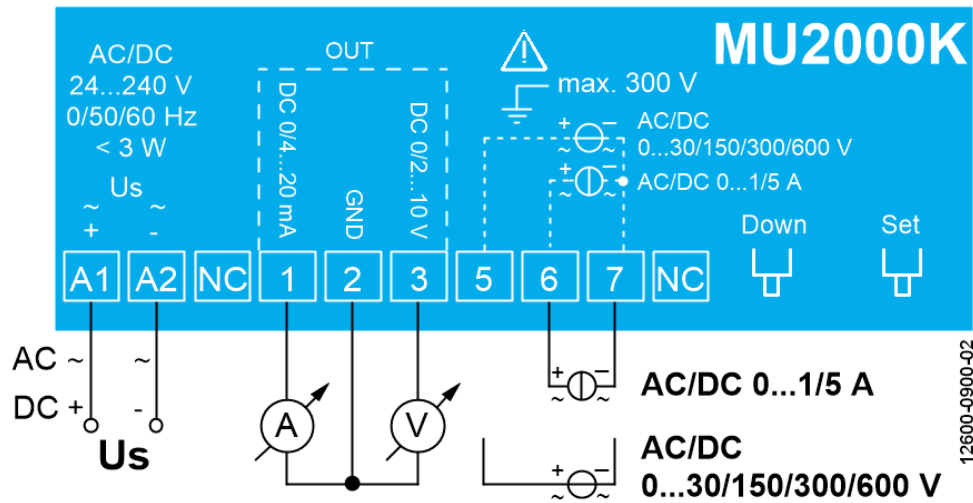 MU2000K
AC/DC
24...240 V
0/50/60 Hz
< 3 W
Us
~ ~
+ -
OUT
DC 0/4...20 mA
GND
DC 0/2...10 V
max. 300 V
+ −
~ ~
AC/DC
0...30/150/300/600 V
+ −
~ ~
AC/DC 0...1/5 A
Down
Set
A1 A2 NC 1 2 3 5 6 7 NC
AC ~ ~
DC + -
Us
A
V
+ −
~ ~
AC/DC 0...1/5 A
+ −
~ ~
AC/DC
0...30/150/300/600 V
12600-0900-02